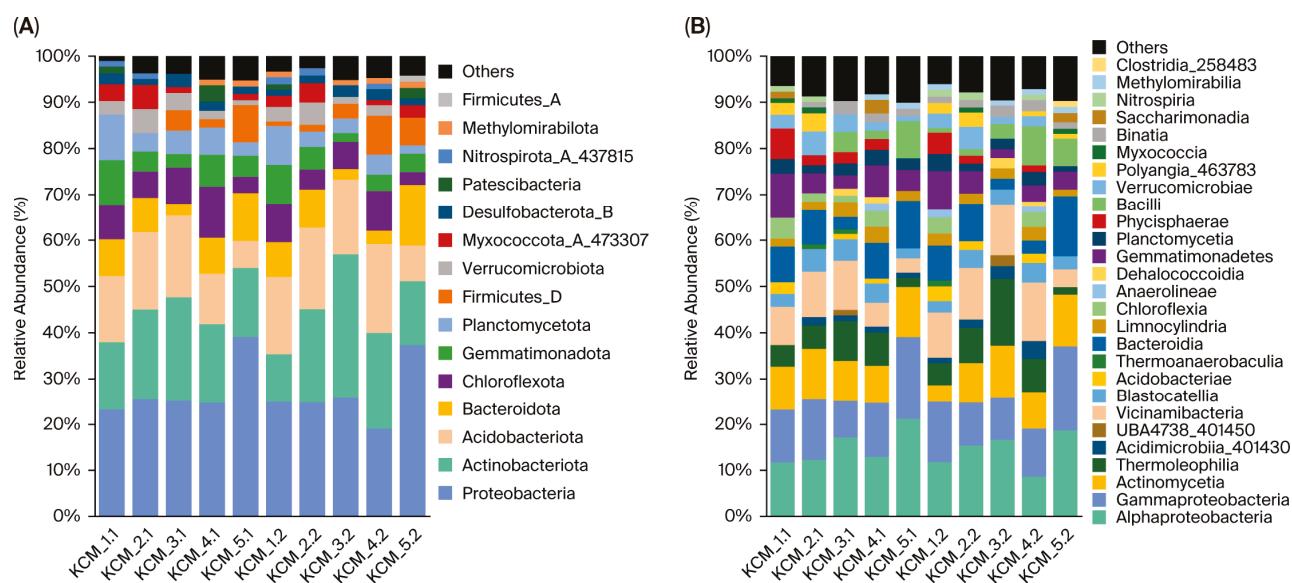 (A)
Relative Abundance (%)
100%
90%
80%
70%
60%
50%
40%
30%
20%
10%
0%
KCM_1.1
KCM_2.1
KCM_3.1
KCM_4.1
KCM_5.1
KCM_1.2
KCM_2.2
KCM_3.2
KCM_4.2
KCM_5.2
Others
Firmicutes_A
Methylomirabilota
Nitrospirota_A_437815
Patescibacteria
Desulfobacterota_B
Myxococcota_A_473307
Verrucomicrobiota
Firmicutes_D
Planctomycetota
Gemmatimonadota
Chloroflexota
Bacteroidota
Acidobacteriota
Actinobacteriota
Proteobacteria
(B)
Relative Abundance (%)
100%
90%
80%
70%
60%
50%
40%
30%
20%
10%
0%
KCM_1.1
KCM_2.1
KCM_3.1
KCM_4.1
KCM_5.1
KCM_1.2
KCM_2.2
KCM_3.2
KCM_4.2
KCM_5.2
Others
Clostridia_258483
Methylomirabilia
Nitrospiria
Saccharimonadia
Binatia
Myxococcia
Polyangia_463783
Verrucomicrobiae
Bacilli
Phycisphaerae
Planctomycetia
Gemmatimonadetes
Dehalococcoidia
Anaerolineae
Chloroflexia
Limnocylindria
Bacteroidia
Thermoanaerobaculia
Acidobacteriae
Blastocatellia
Vicinamibacteria
UBA4738_401450
Acidimicrobiia_401430
Thermoleophilia
Actinomycetia
Gammaproteobacteria
Alphaproteobacteria